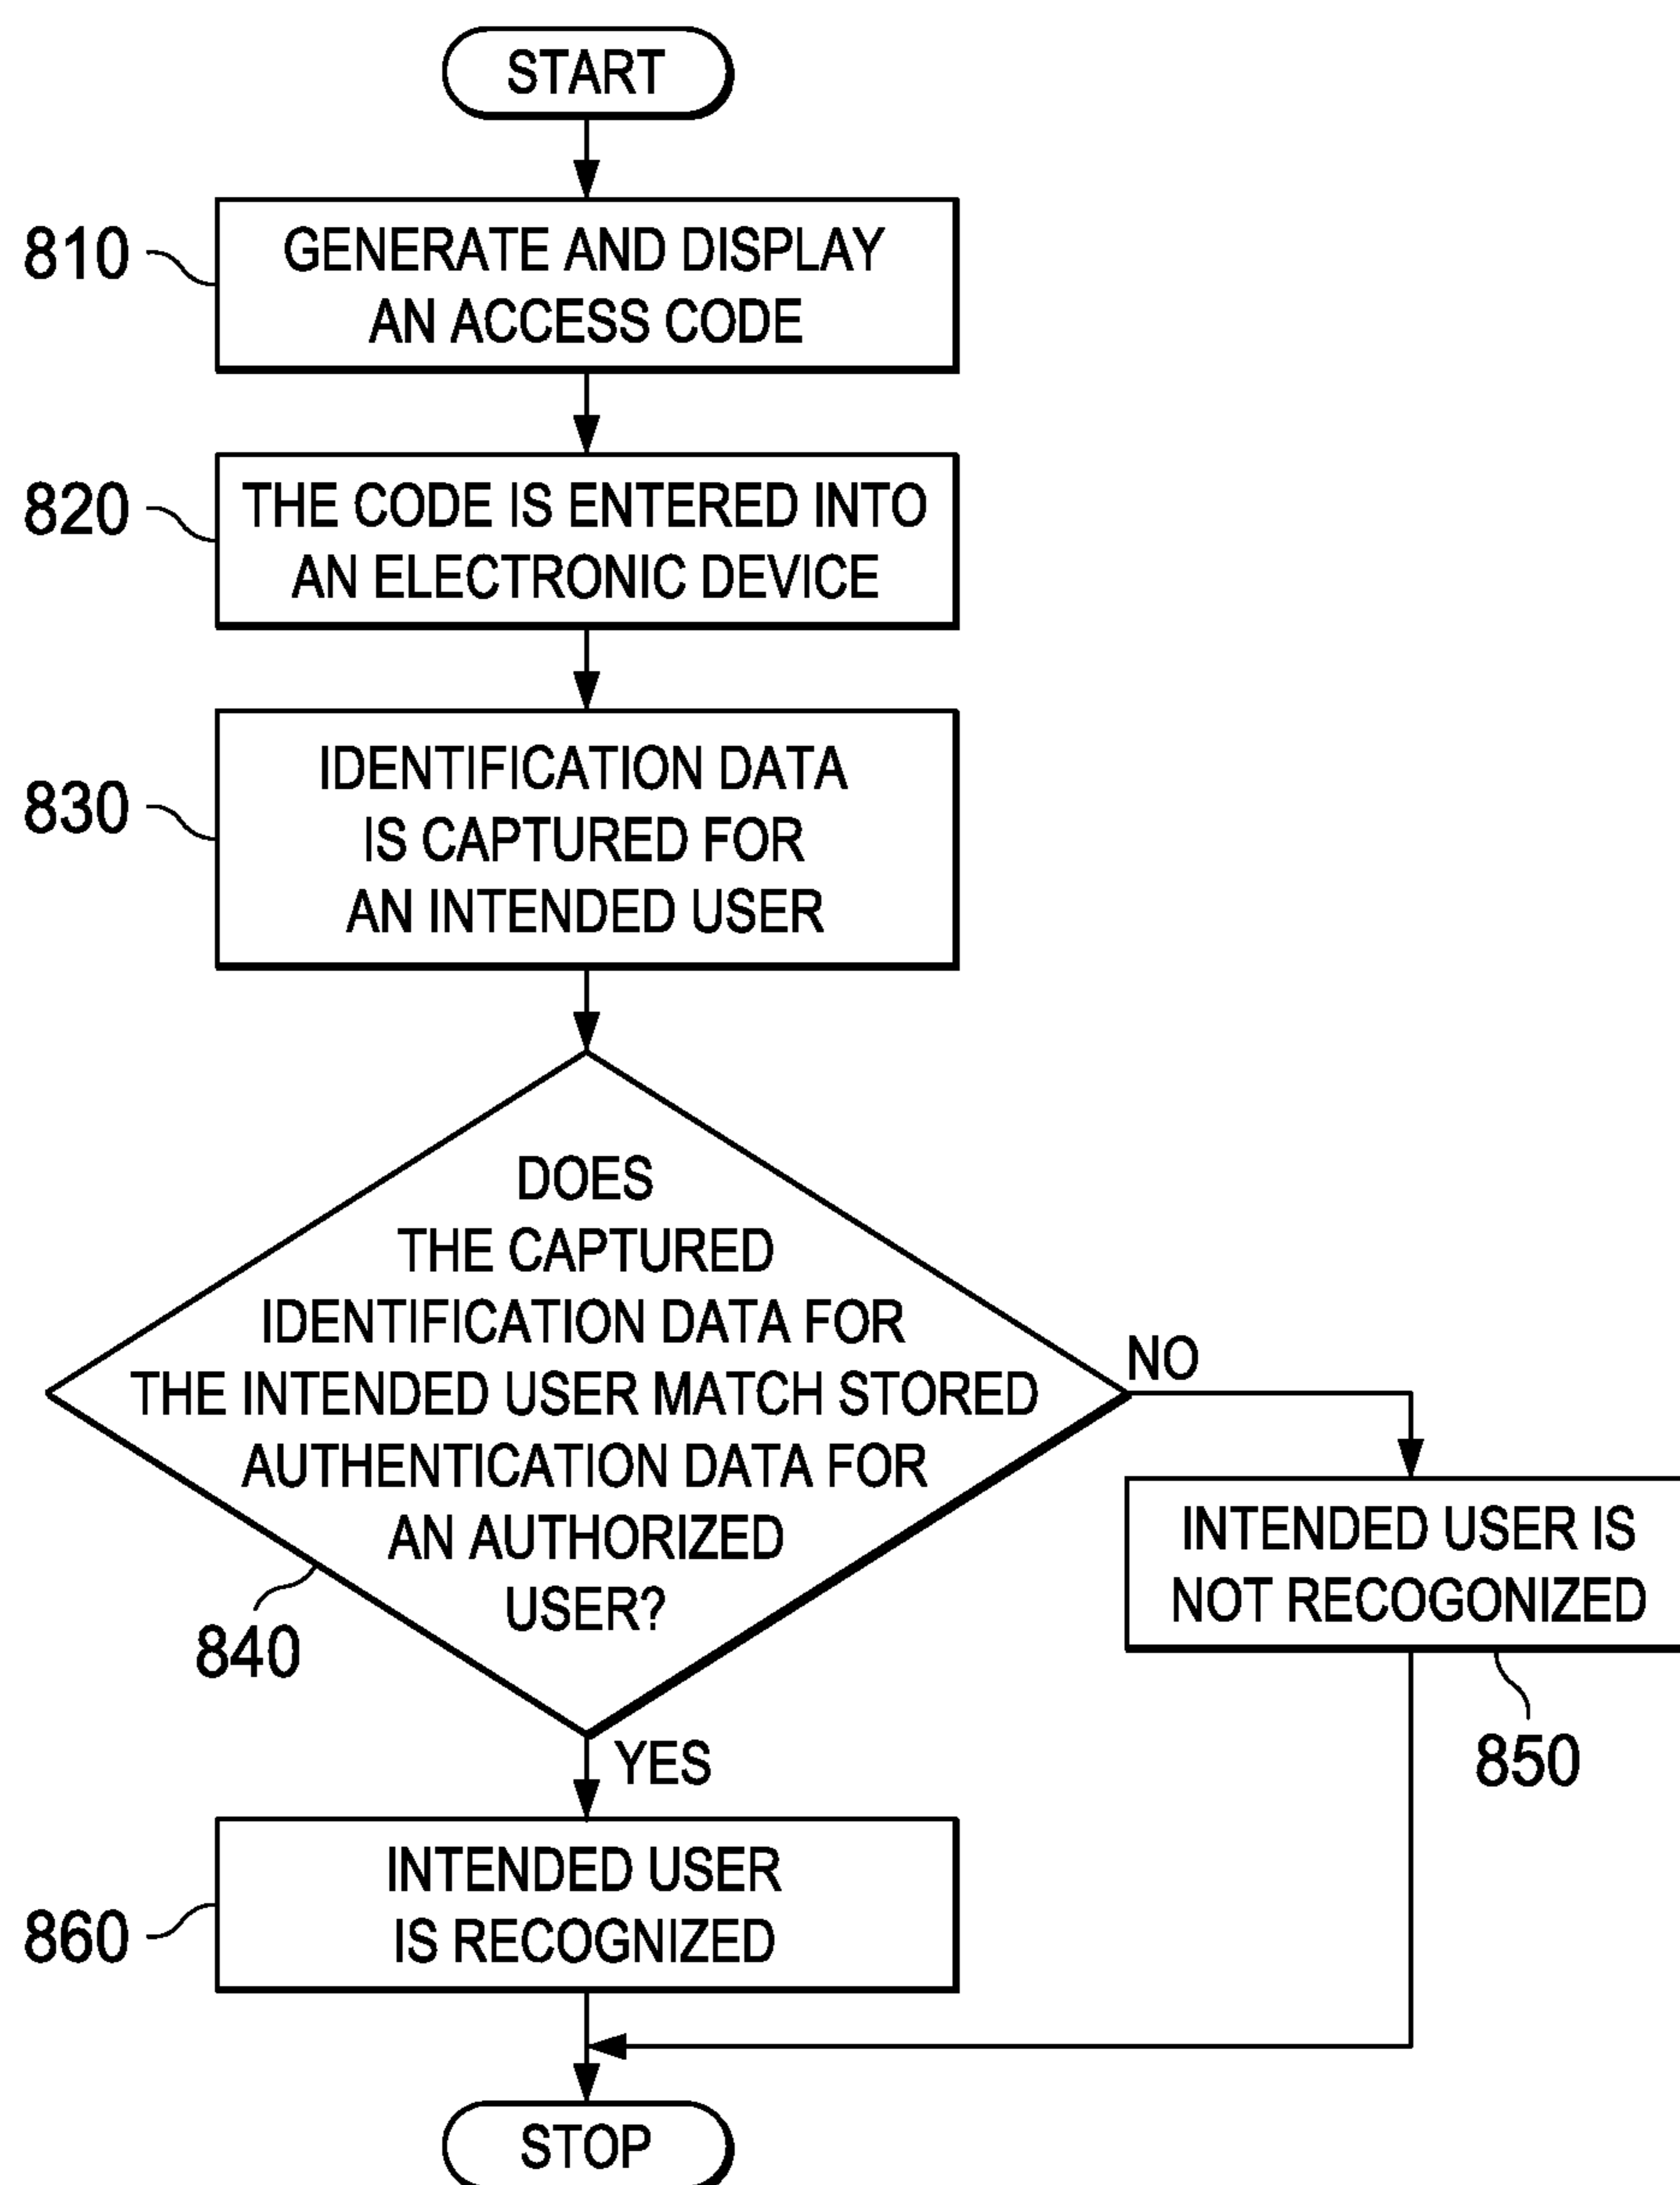 START
810
GENERATE AND DISPLAY
AN ACCESS CODE
820
THE CODE IS ENTERED INTO
AN ELECTRONIC DEVICE
830
IDENTIFICATION DATA
IS CAPTURED FOR
AN INTENDED USER
DOES
THE CAPTURED
IDENTIFICATION DATA FOR
THE INTENDED USER MATCH STORED
AUTHENTICATION DATA FOR
AN AUTHORIZED
USER?
840
NO
INTENDED USER IS
NOT RECOGONIZED
850
YES
INTENDED USER
IS RECOGNIZED
860
STOP